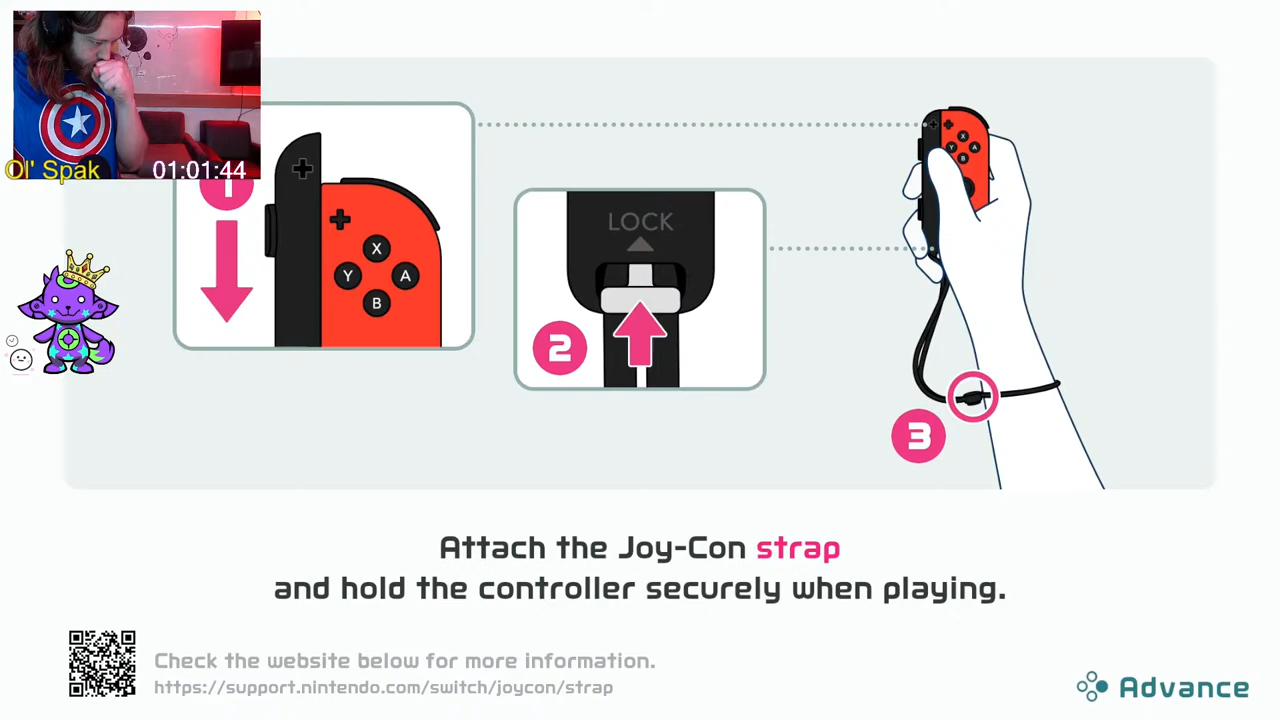 Ol' Spak 01:01:44
1
X
Y A
B
LOCK
2
X
Y A
B
3
Attach the Joy-Con strap
and hold the controller securely when playing.
Check the website below for more information.
https://support.nintendo.com/switch/joycon/strap
Advance